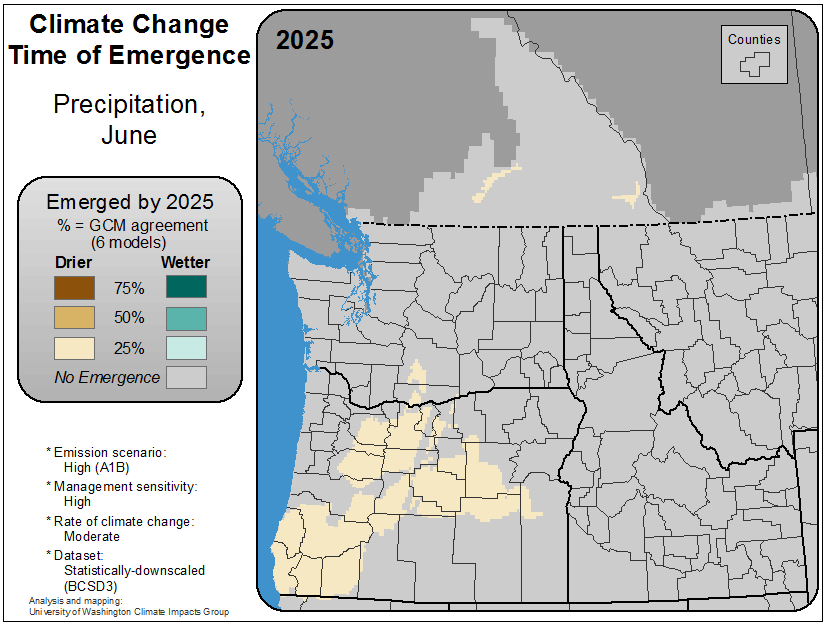 Climate Change
Time of Emergence
Precipitation,
June
Emerged by 2025
% = GCM agreement
(6 models)
Drier Wetter
75%
50%
25%
No Emergence
* Emission scenario:
High (A1B)
* Management sensitivity:
High
* Rate of climate change:
Moderate
* Dataset:
Statistically-downscaled
(BCSD3)
Analysis and mapping:
University of Washington Climate Impacts Group
2025
Counties